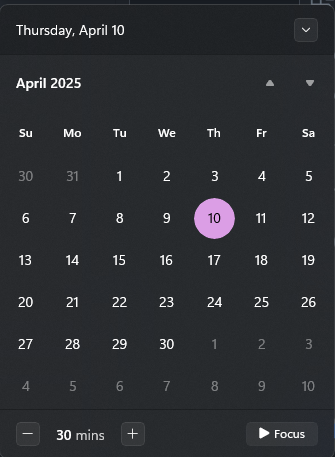 Thursday, April 10
April 2025
Su Mo Tu We Th Fr Sa
30 31 1 2 3 4 5
6 7 8 9 10 11 12
13 14 15 16 17 18 19
20 21 22 23 24 25 26
27 28 29 30 1 2 3
4 5 6 7 8 9 10
30 mins Focus